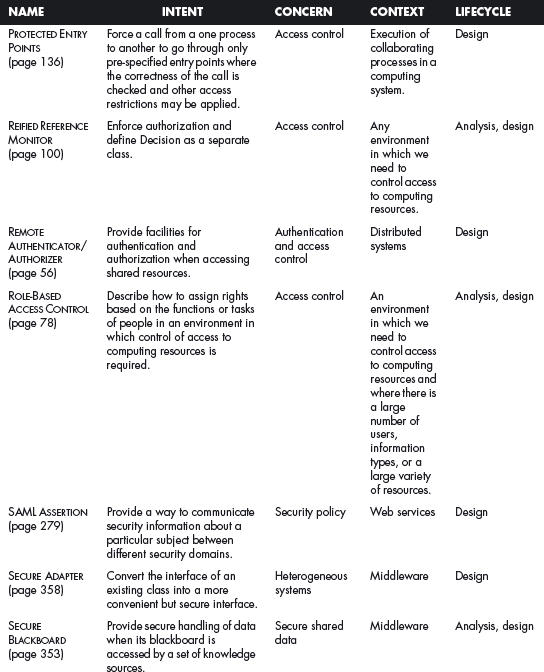 NAME INTENT CONCERN CONTEXT LIFECYCLE
PROTECTED ENTRY
POINTS
(page 136)
Force a call from a one process
to another to go through only
pre-specified entry points where
the correctness of the call is
checked and other access
restrictions may be applied.
Access control
Execution of
collaborating
processes in a
computing
system.
Design
REIFIED REFERENCE
MONITOR
(page 100)
Enforce authorization and
define Decision as a separate
class.
Access control
Any
environment
in which we
need to
control access
to computing
resources.
Analysis, design
REMOTE
AUTHENTICATOR/
AUTHORIZER
(page 56)
Provide facilities for
authentication and
authorization when accessing
shared resources.
Authentication
and access
control
Distributed
systems
Design
ROLE-BASED
ACCESS CONTROL
(page 78)
Describe how to assign rights
based on the functions or tasks
of people in an environment in
which control of access to
computing resources is
required.
Access control
An
environment
in which we
need to
control access
to computing
resources and
where there is
a large
number of
users,
information
types, or a
large variety
of resources.
Analysis, design
SAML ASSERTION
(page 279)
Provide a way to communicate
security information about a
particular subject between
different security domains.
Security policy
Web services
Design
SECURE ADAPTER
(page 358)
Convert the interface of an
existing class into a more
convenient but secure interface.
Heterogeneous
systems
Middleware
Design
SECURE
BLACKBOARD
(page 353)
Provide secure handling of data
when its blackboard is
accessed by a set of knowledge
sources.
Secure shared
data
Middleware
Analysis, design